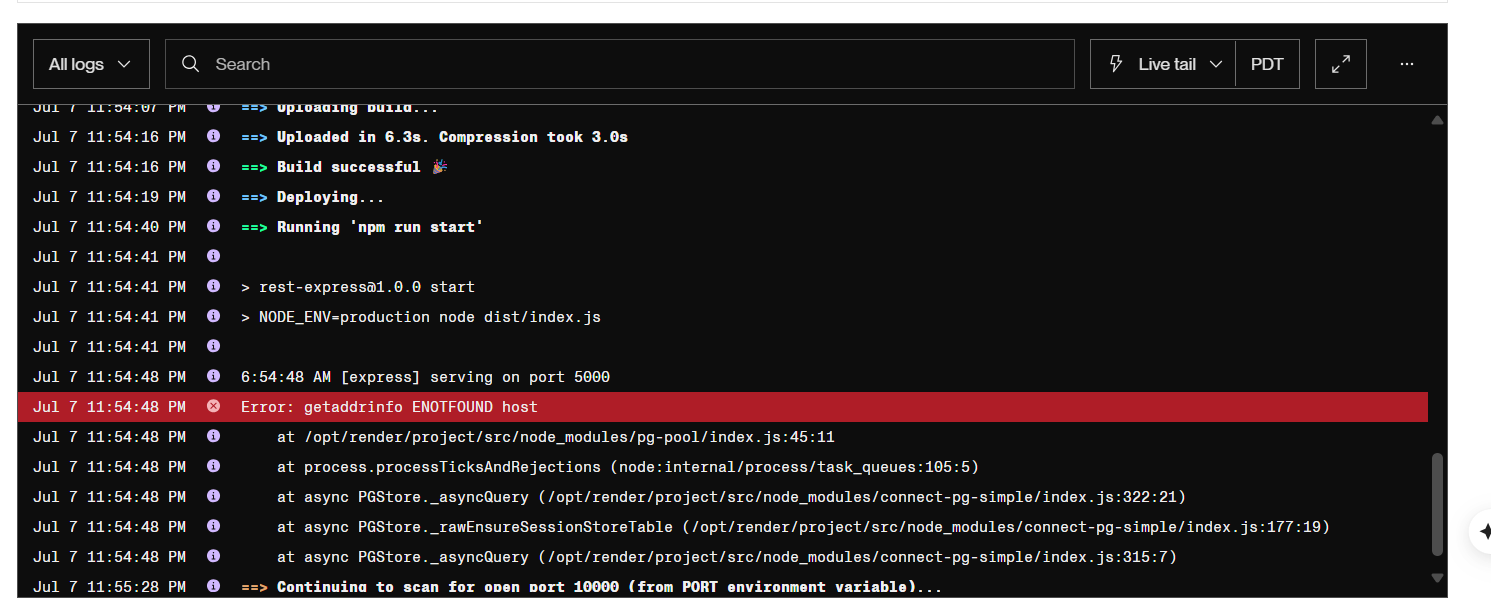 All logs
Search
Live tail
PDT
Jul 7 11:54:07 PM ==> Uploading build...
Jul 7 11:54:16 PM ==> Uploaded in 6.3s. Compression took 3.0s
Jul 7 11:54:16 PM ==> Build successful 🎉
Jul 7 11:54:19 PM ==> Deploying...
Jul 7 11:54:40 PM ==> Running 'npm run start'
Jul 7 11:54:41 PM
Jul 7 11:54:41 PM > rest-express@1.0.0 start
Jul 7 11:54:41 PM > NODE_ENV=production node dist/index.js
Jul 7 11:54:41 PM
Jul 7 11:54:48 PM 6:54:48 AM [express] serving on port 5000
Jul 7 11:54:48 PM Error: getaddrinfo ENOTFOUND host
Jul 7 11:54:48 PM at /opt/render/project/src/node_modules/pg-pool/index.js:45:11
Jul 7 11:54:48 PM at process.processTicksAndRejections (node:internal/process/task_queues:105:5)
Jul 7 11:54:48 PM at async PGStore._asyncQuery (/opt/render/project/src/node_modules/connect-pg-simple/index.js:322:21)
Jul 7 11:54:48 PM at async PGStore._rawEnsureSessionStoreTable (/opt/render/project/src/node_modules/connect-pg-simple/index.js:177:19)
Jul 7 11:54:48 PM at async PGStore._asyncQuery (/opt/render/project/src/node_modules/connect-pg-simple/index.js:315:7)
Jul 7 11:55:28 PM ==> Continuing to scan for open port 10000 (from PORT environment variable)...